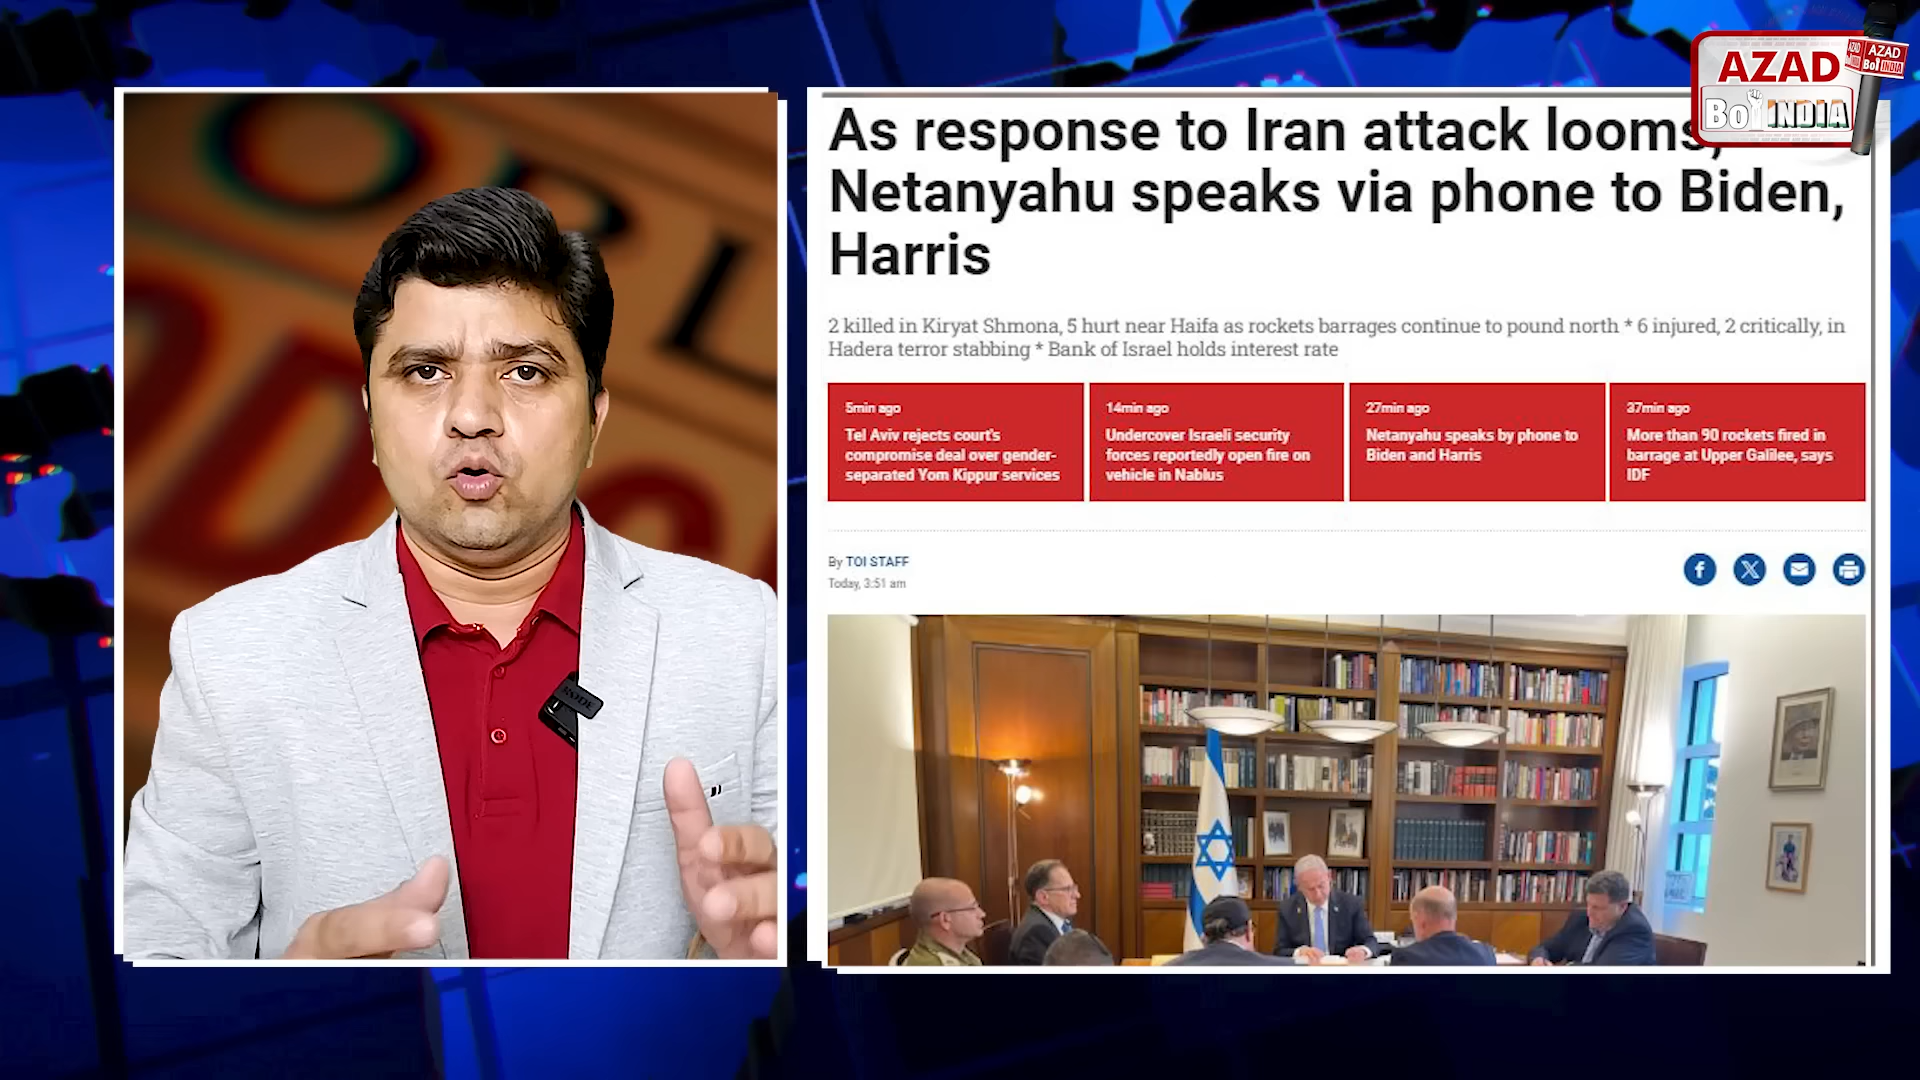 AZAD
Bol INDIA
AZAD
Bol INDIA
As response to Iran attack looms,
Netanyahu speaks via phone to Biden,
Harris
2 killed in Kiryat Shmona, 5 hurt near Haifa as rockets barrages continue to pound north * 6 injured, 2 critically, in
Hadera terror stabbing * Bank of Israel holds interest rate
5min ago
Tel Aviv rejects court's
compromise deal over gender-
separated Yom Kippur services
14min ago
Undercover Israeli security
forces reportedly open fire on
vehicle in Nablus
27min ago
Netanyahu speaks by phone to
Biden and Harris
37min ago
More than 90 rockets fired in
barrage at Upper Galilee, says
IDF
By TOI STAFF
Today, 3:51 am
RODE